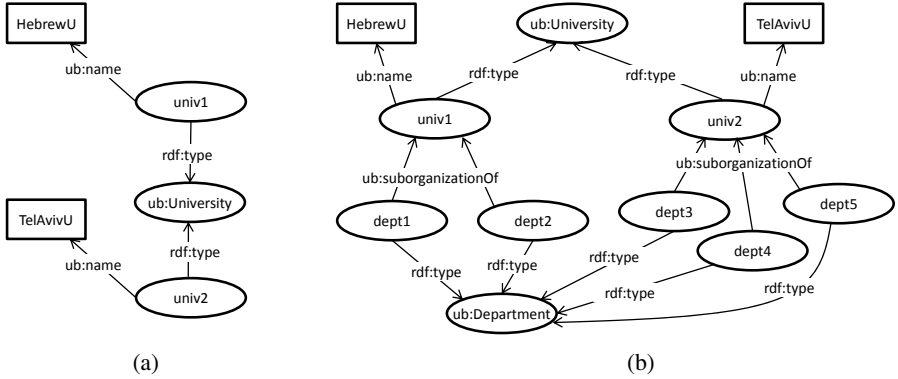 HebrewU
ub:name
univ1
rdf:type
ub:University
TelAvivU
rdf:type
ub:name
univ2
(a)
HebrewU
ub:University
TelAvivU
ub:name
rdf:type
rdf:type
ub:name
univ1
univ2
ub:suborganizationOf
ub:suborganizationOf
dept1
dept2
dept3
dept5
dept4
rdf:type
rdf:type
rdf:type
rdf:type
rdf:type
ub:Department
(b)